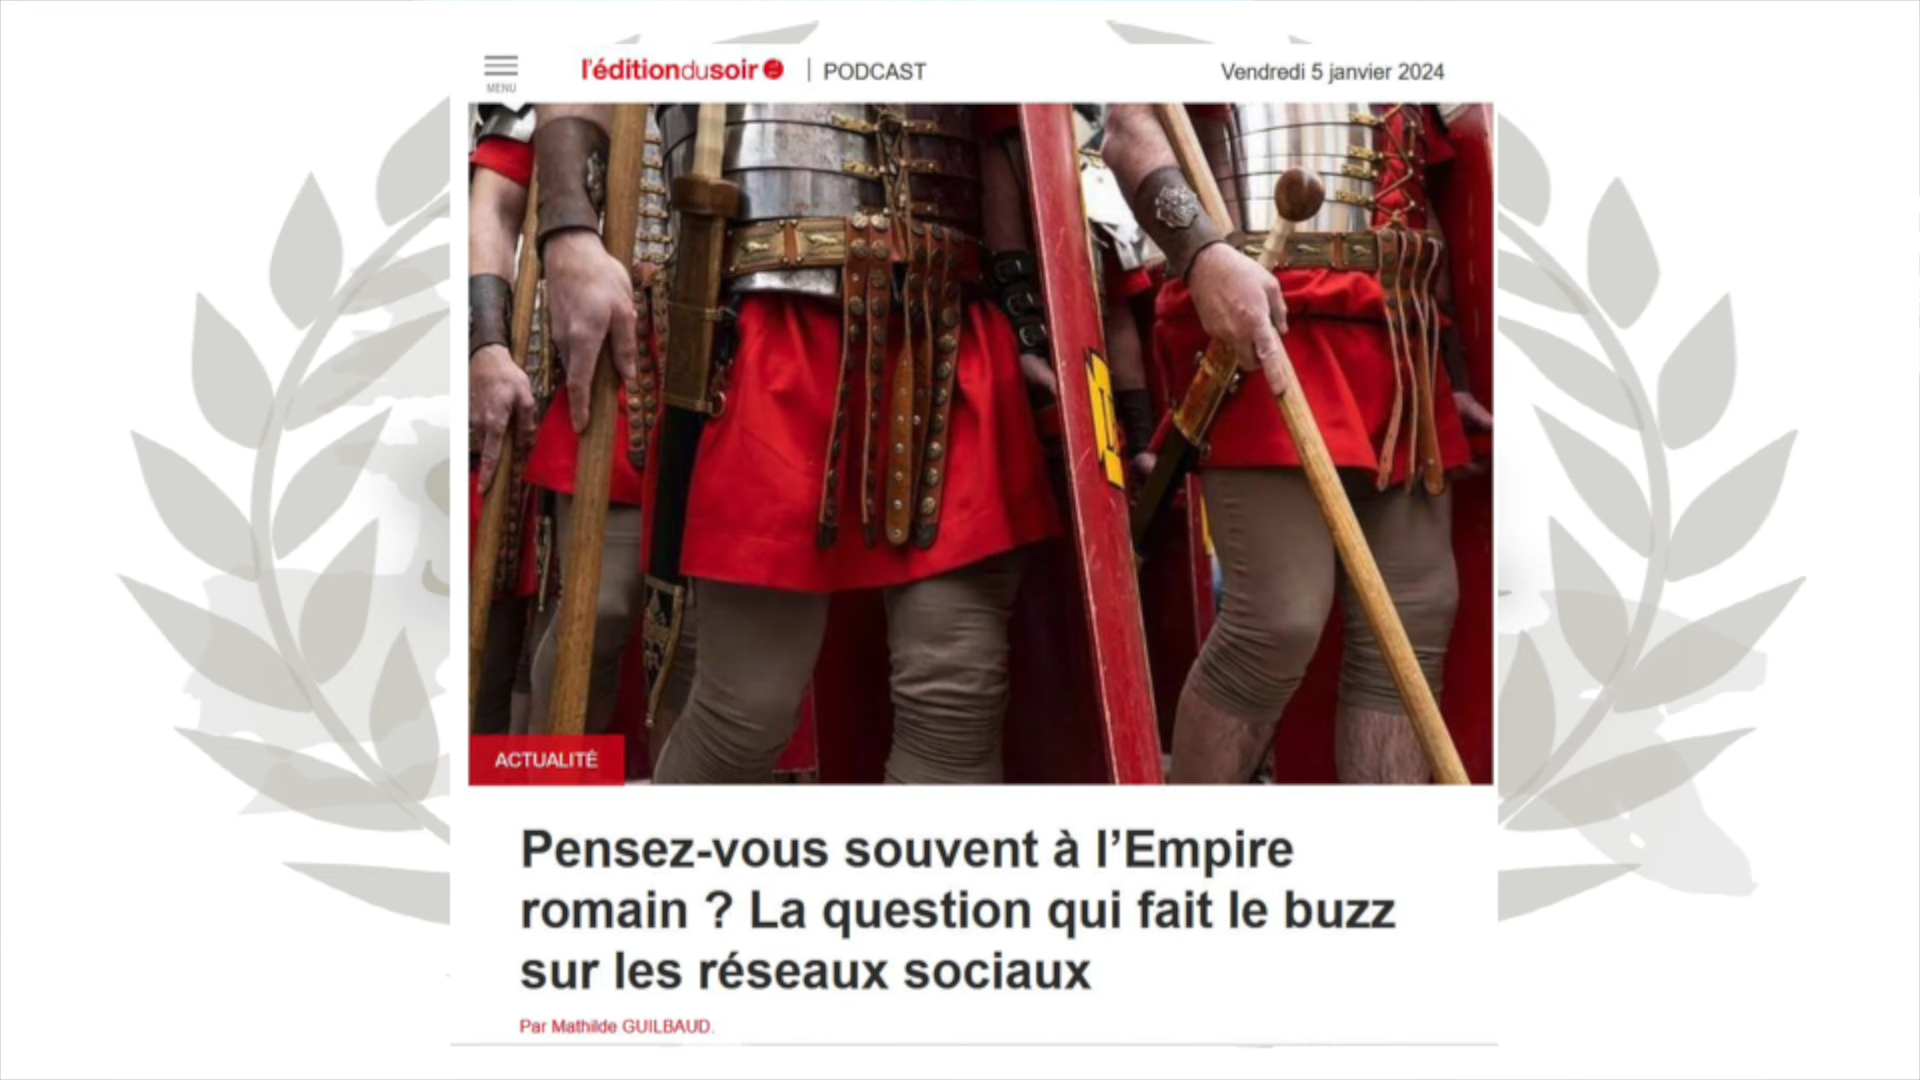 MENU
l'éditiondusoir
PODCAST
Vendredi 5 janvier 2024
ACTUALITÉ
Pensez-vous souvent à l’Empire
romain ? La question qui fait le buzz
sur les réseaux sociaux
Par Mathilde GUILBAUD.